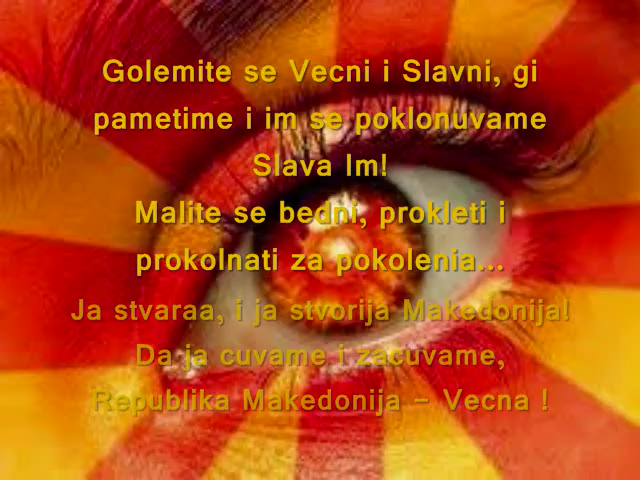 Golemite se Vecni i Slavni, gi
pametime i im se poklonuvame
Slava Im!
Malite se bedni, prokleti i
prokolnati za pokolenia...
Ja stvaraa, i ja stvorija Makedonija!
Da ja cuvame i zacuvame,
Republika Makedonija - Vecna !